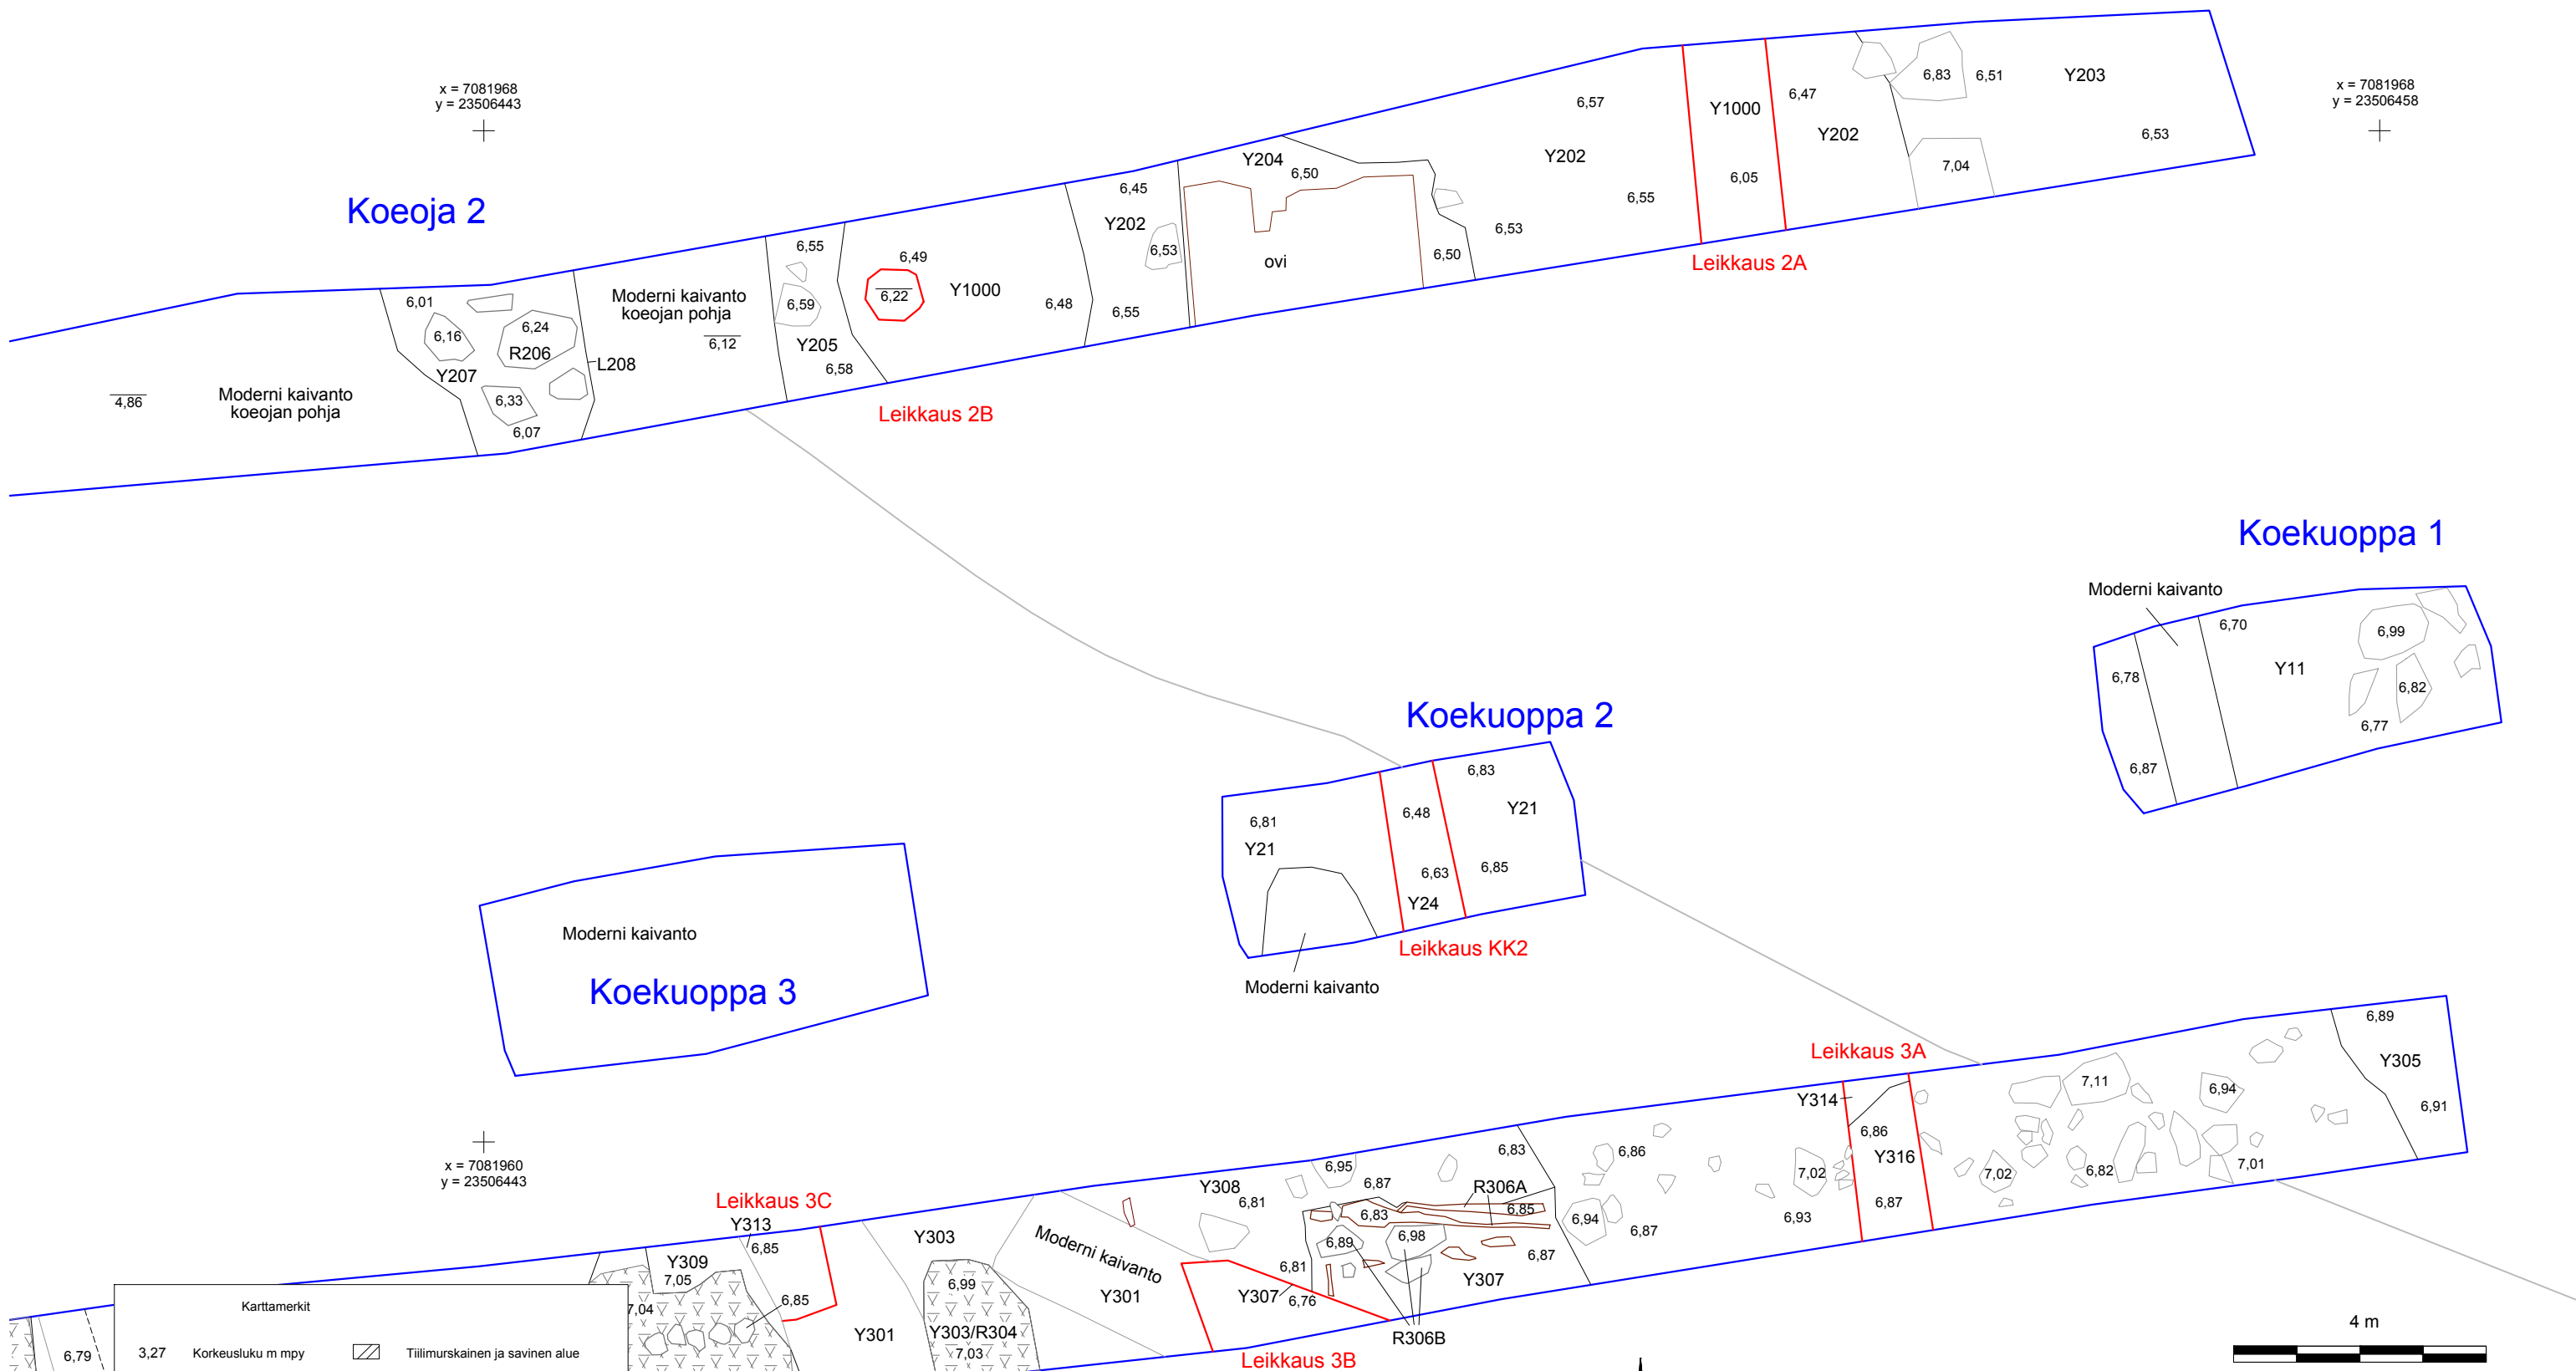 x = 7081968
y = 23506443
x = 7081968
y = 23506458
Koeoja 2
6,57
Y1000
6,47
6,83
6,51
Y203
Y202
Y202
6,53
6,05
7,04
6,55
6,53
Leikkaus 2A
Y204
6,50
6,45
Y202
6,53
ovi
6,50
6,55
6,49
6,22
Y1000
6,48
6,55
6,59
Y205
6,58
Moderni kaivanto
koeojan pohja
6,12
6,01
6,16
6,24
R206
L208
Y207
6,33
6,07
Moderni kaivanto
koeojan pohja
4,86
Leikkaus 2B
Koekuoppa 1
Moderni kaivanto
6,70
6,99
Y11
6,78
6,82
6,77
6,87
Koekuoppa 2
6,83
6,81
6,48
Y21
Y21
6,63
6,85
Y24
Leikkaus KK2
Moderni kaivanto
Moderni kaivanto
Koekuoppa 3
x = 7081960
y = 23506443
Leikkaus 3A
6,89
Y305
6,91
7,11
6,94
Y314
6,86
Y316
6,87
7,02
6,82
7,01
6,86
7,02
6,93
6,94
6,87
6,83
6,95
6,87
R306A
6,85
6,83
Y308
6,81
6,89
6,98
6,87
6,81
Y307
Y307
6,76
R306B
Leikkaus 3B
Moderni kaivanto
Y301
Leikkaus 3C
Y313
6,85
Y303
Y309
7,05
6,99
6,85
7,04
Y301
Y303/R304
7,03
Karttamerkit
6,79
3,27
Korkeusluku m mpy
Tiilimurskainen ja savinen alue
4 m